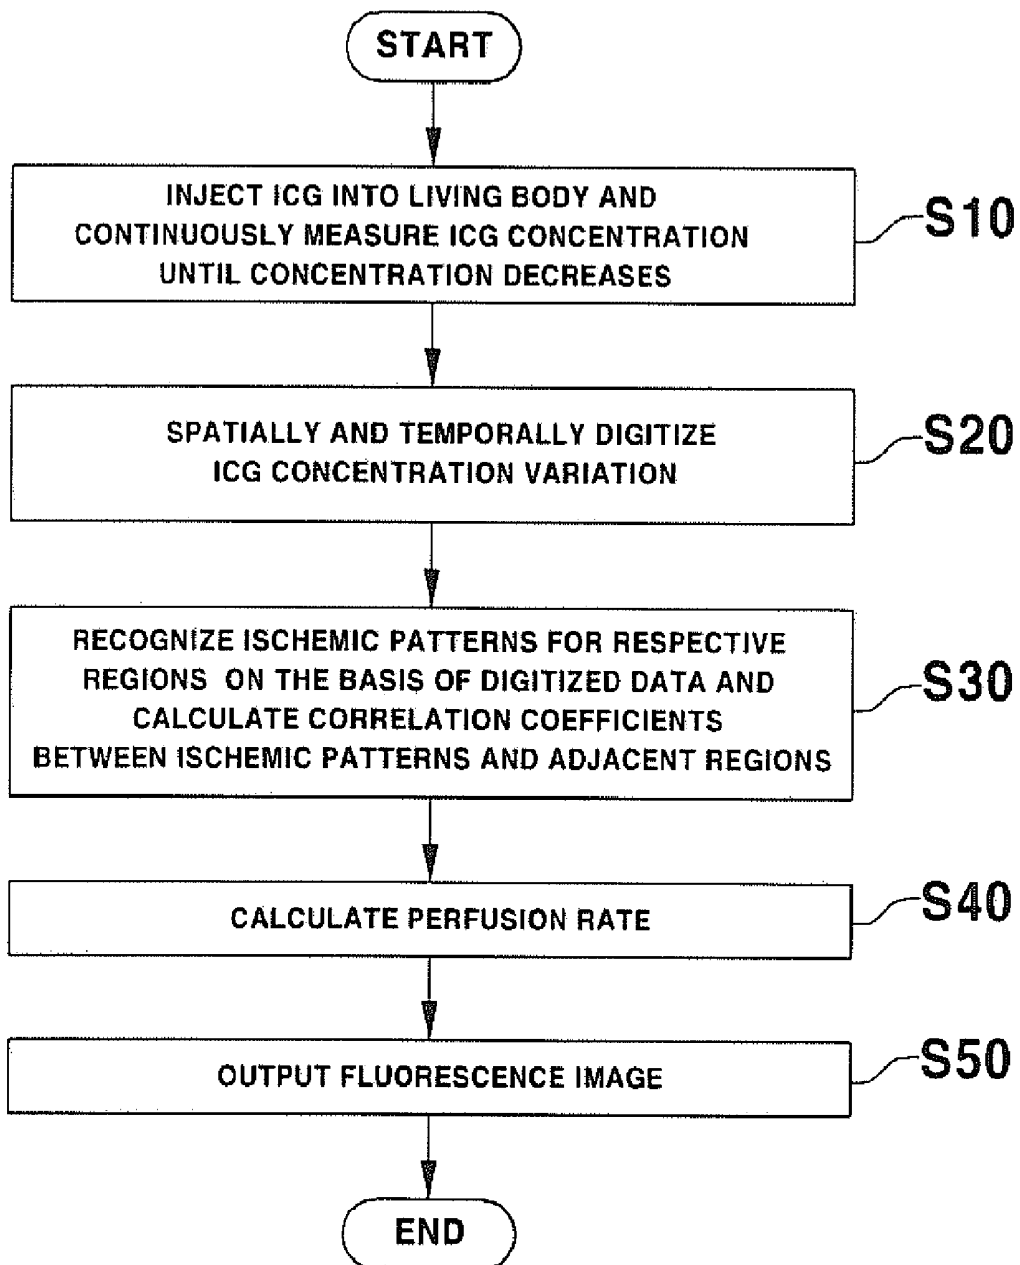 START
INJECT ICG INTO LIVING BODY AND
CONTINUOUSLY MEASURE ICG CONCENTRATION
UNTIL CONCENTRATION DECREASES
S10
SPATIALLY AND TEMPORALLY DIGITIZE
ICG CONCENTRATION VARIATION
S20
RECOGNIZE ISCHEMIC PATTERNS FOR RESPECTIVE
REGIONS ON THE BASIS OF DIGITIZED DATA AND
CALCULATE CORRELATION COEFFICIENTS
BETWEEN ISCHEMIC PATTERNS AND ADJACENT REGIONS
S30
CALCULATE PERFUSION RATE
S40
OUTPUT FLUORESCENCE IMAGE
S50
END